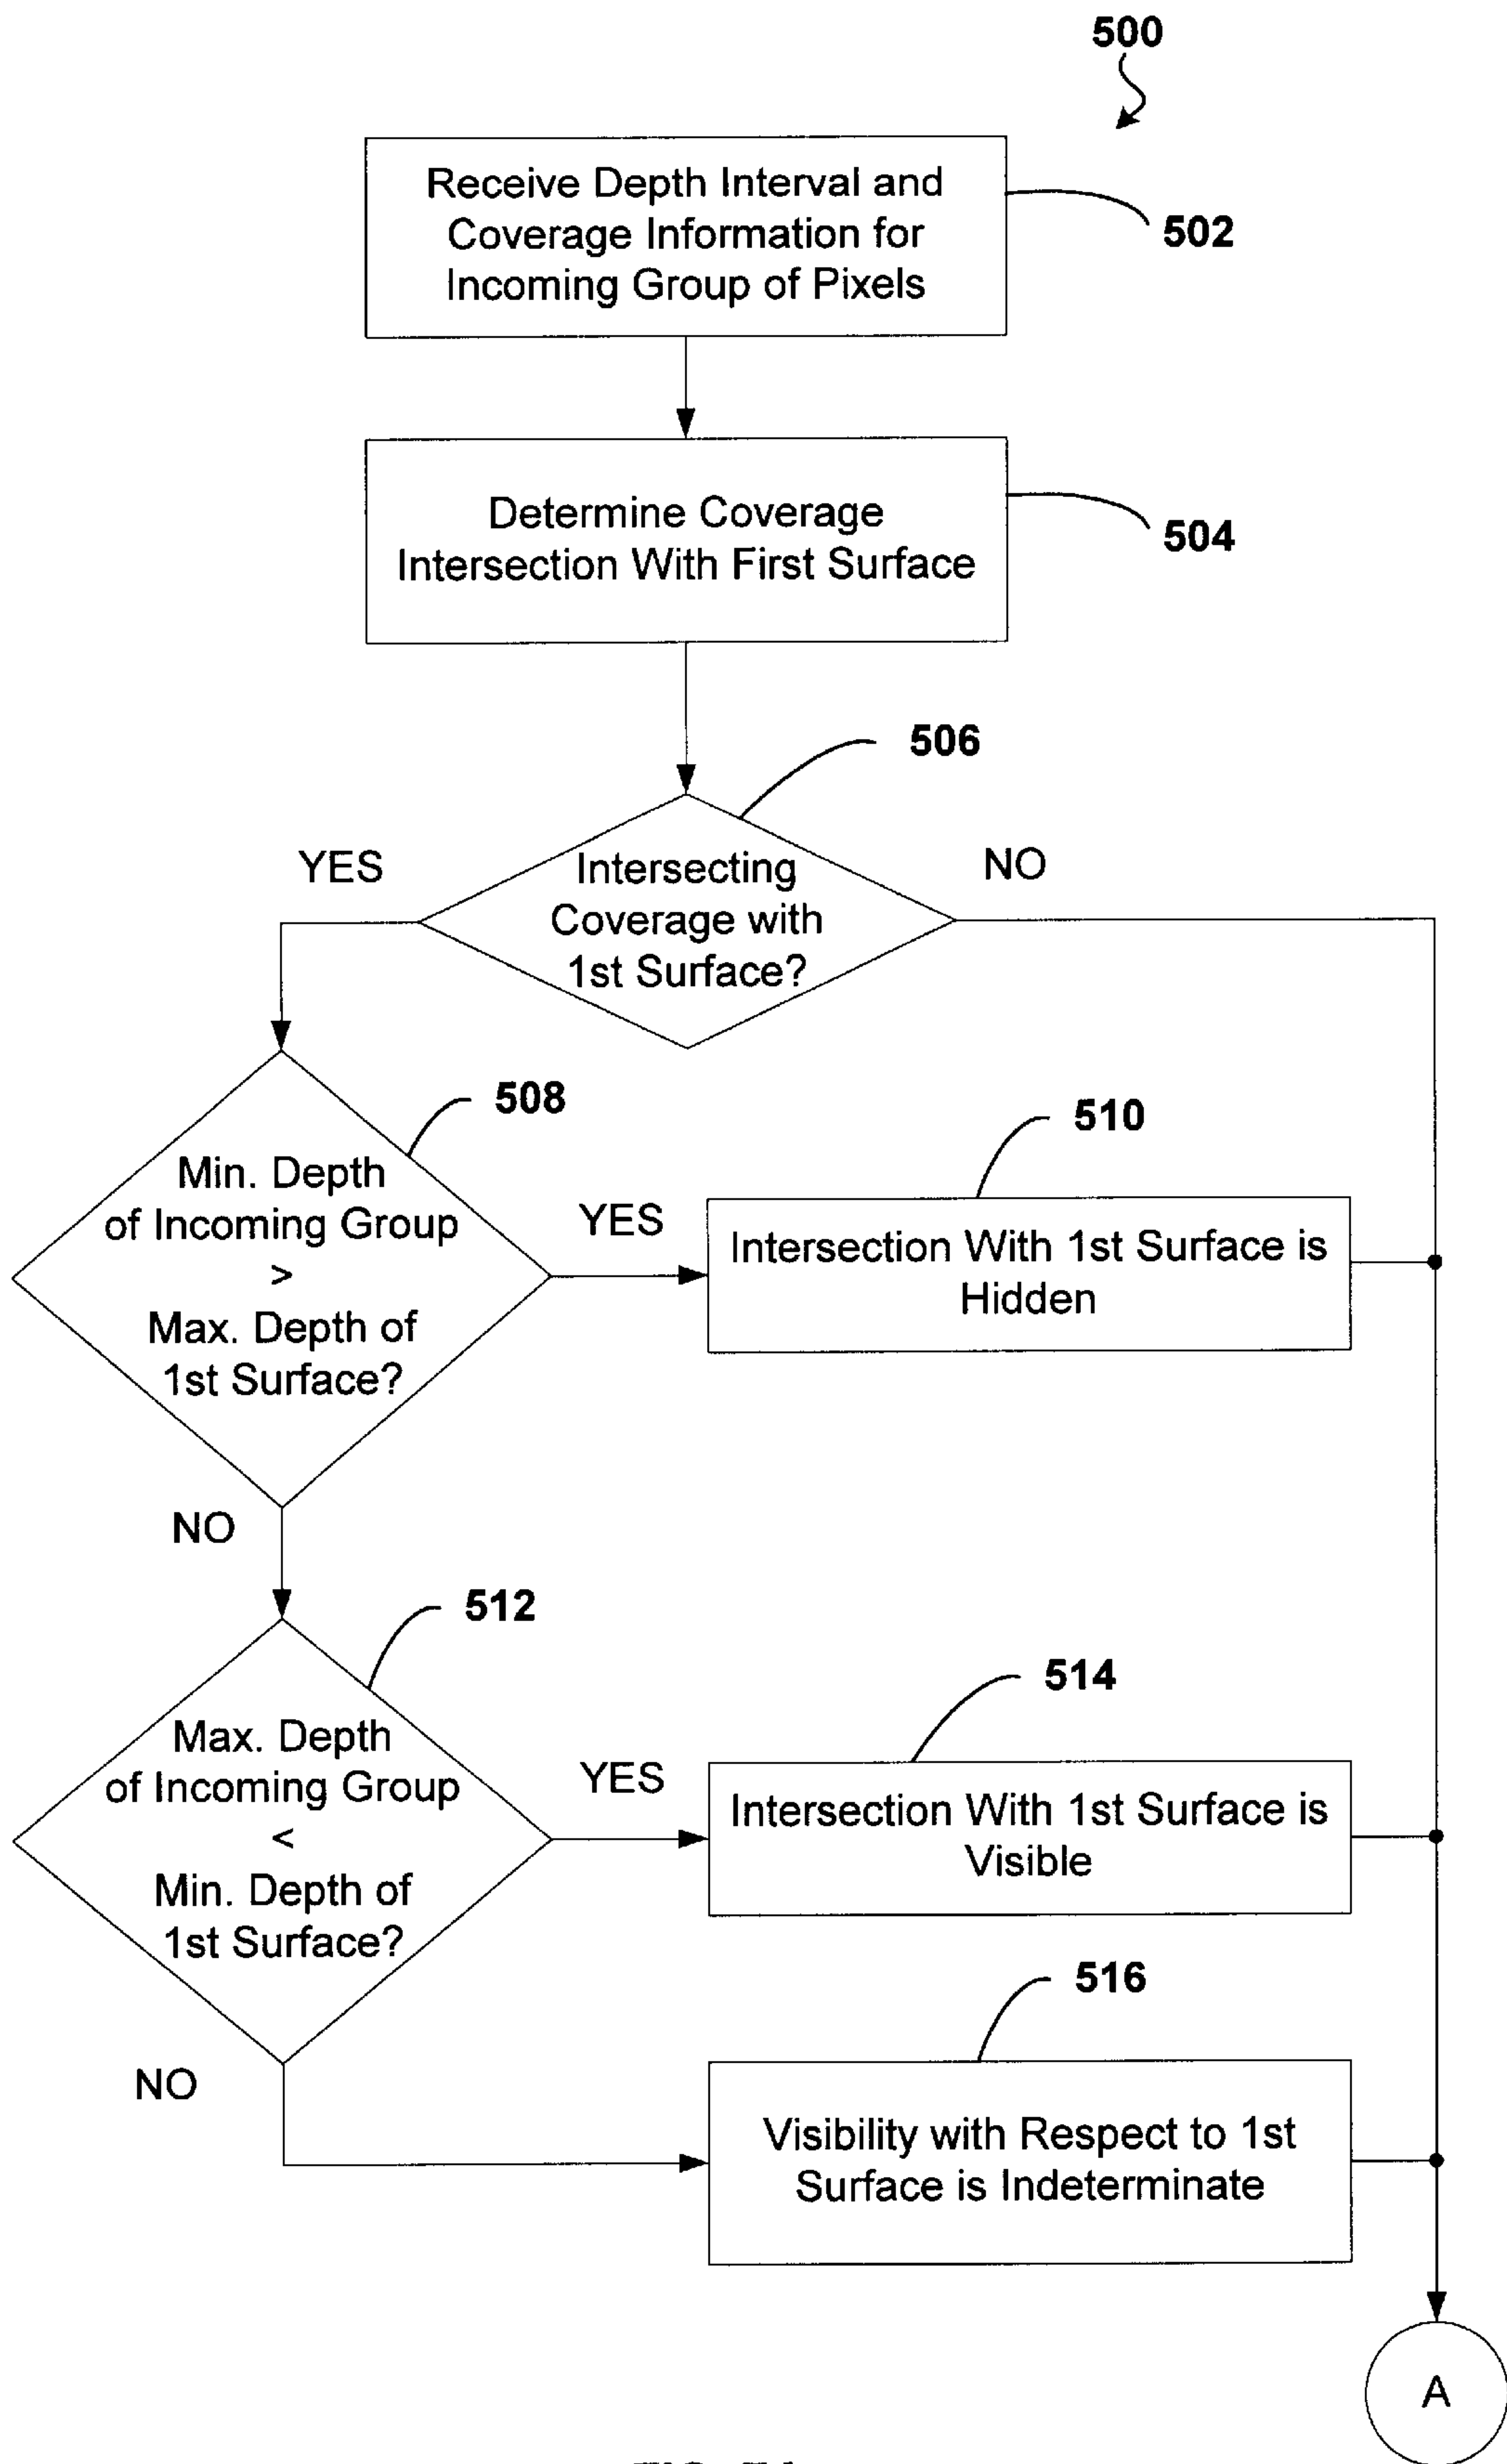 500
Receive Depth Interval and
Coverage Information for
Incoming Group of Pixels
502
Determine Coverage
Intersection With First Surface
504
506
YES
Intersecting
Coverage with
1st Surface?
NO
508
Min. Depth
of Incoming Group
>
Max. Depth of
1st Surface?
YES
510
Intersection With 1st Surface is
Hidden
NO
512
Max. Depth
of Incoming Group
<
Min. Depth of
1st Surface?
YES
514
Intersection With 1st Surface is
Visible
516
NO
Visibility with Respect to 1st
Surface is Indeterminate
A